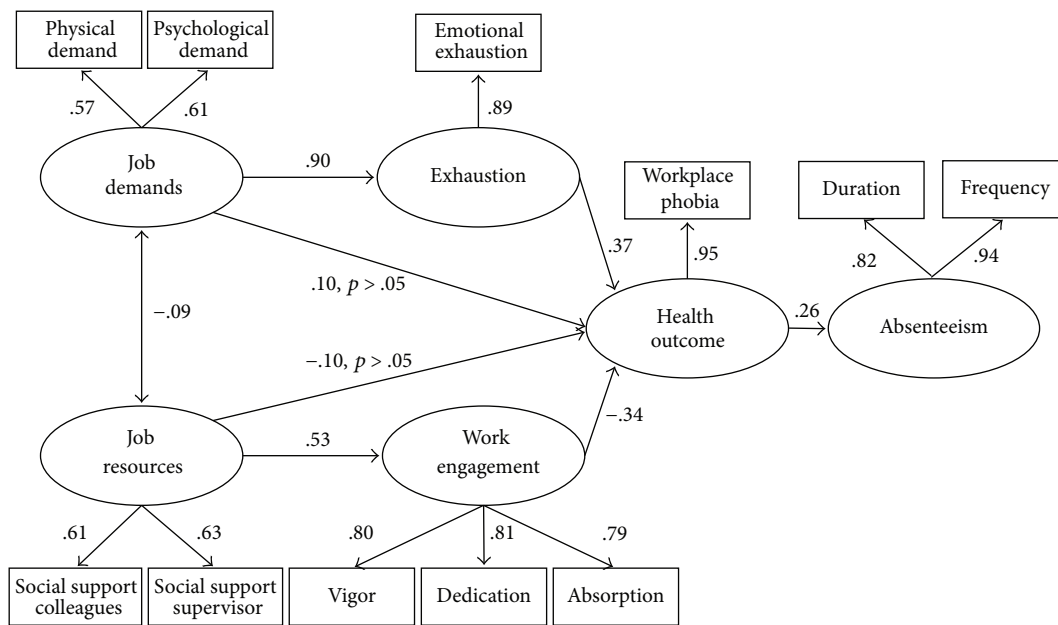 Physical
demand
Psychological
demand
Emotional
exhaustion
.57
.61
.89
Job
demands
.90
Exhaustion
Workplace
phobia
Duration
Frequency
.37
.95
.82
.94
.10, p > .05
−.09
Health
outcome
.26
Absenteeism
−.10, p > .05
Job
resources
.53
Work
engagement
−.34
.61
.63
.80
.81
.79
Social support
colleagues
Social support
supervisor
Vigor
Dedication
Absorption